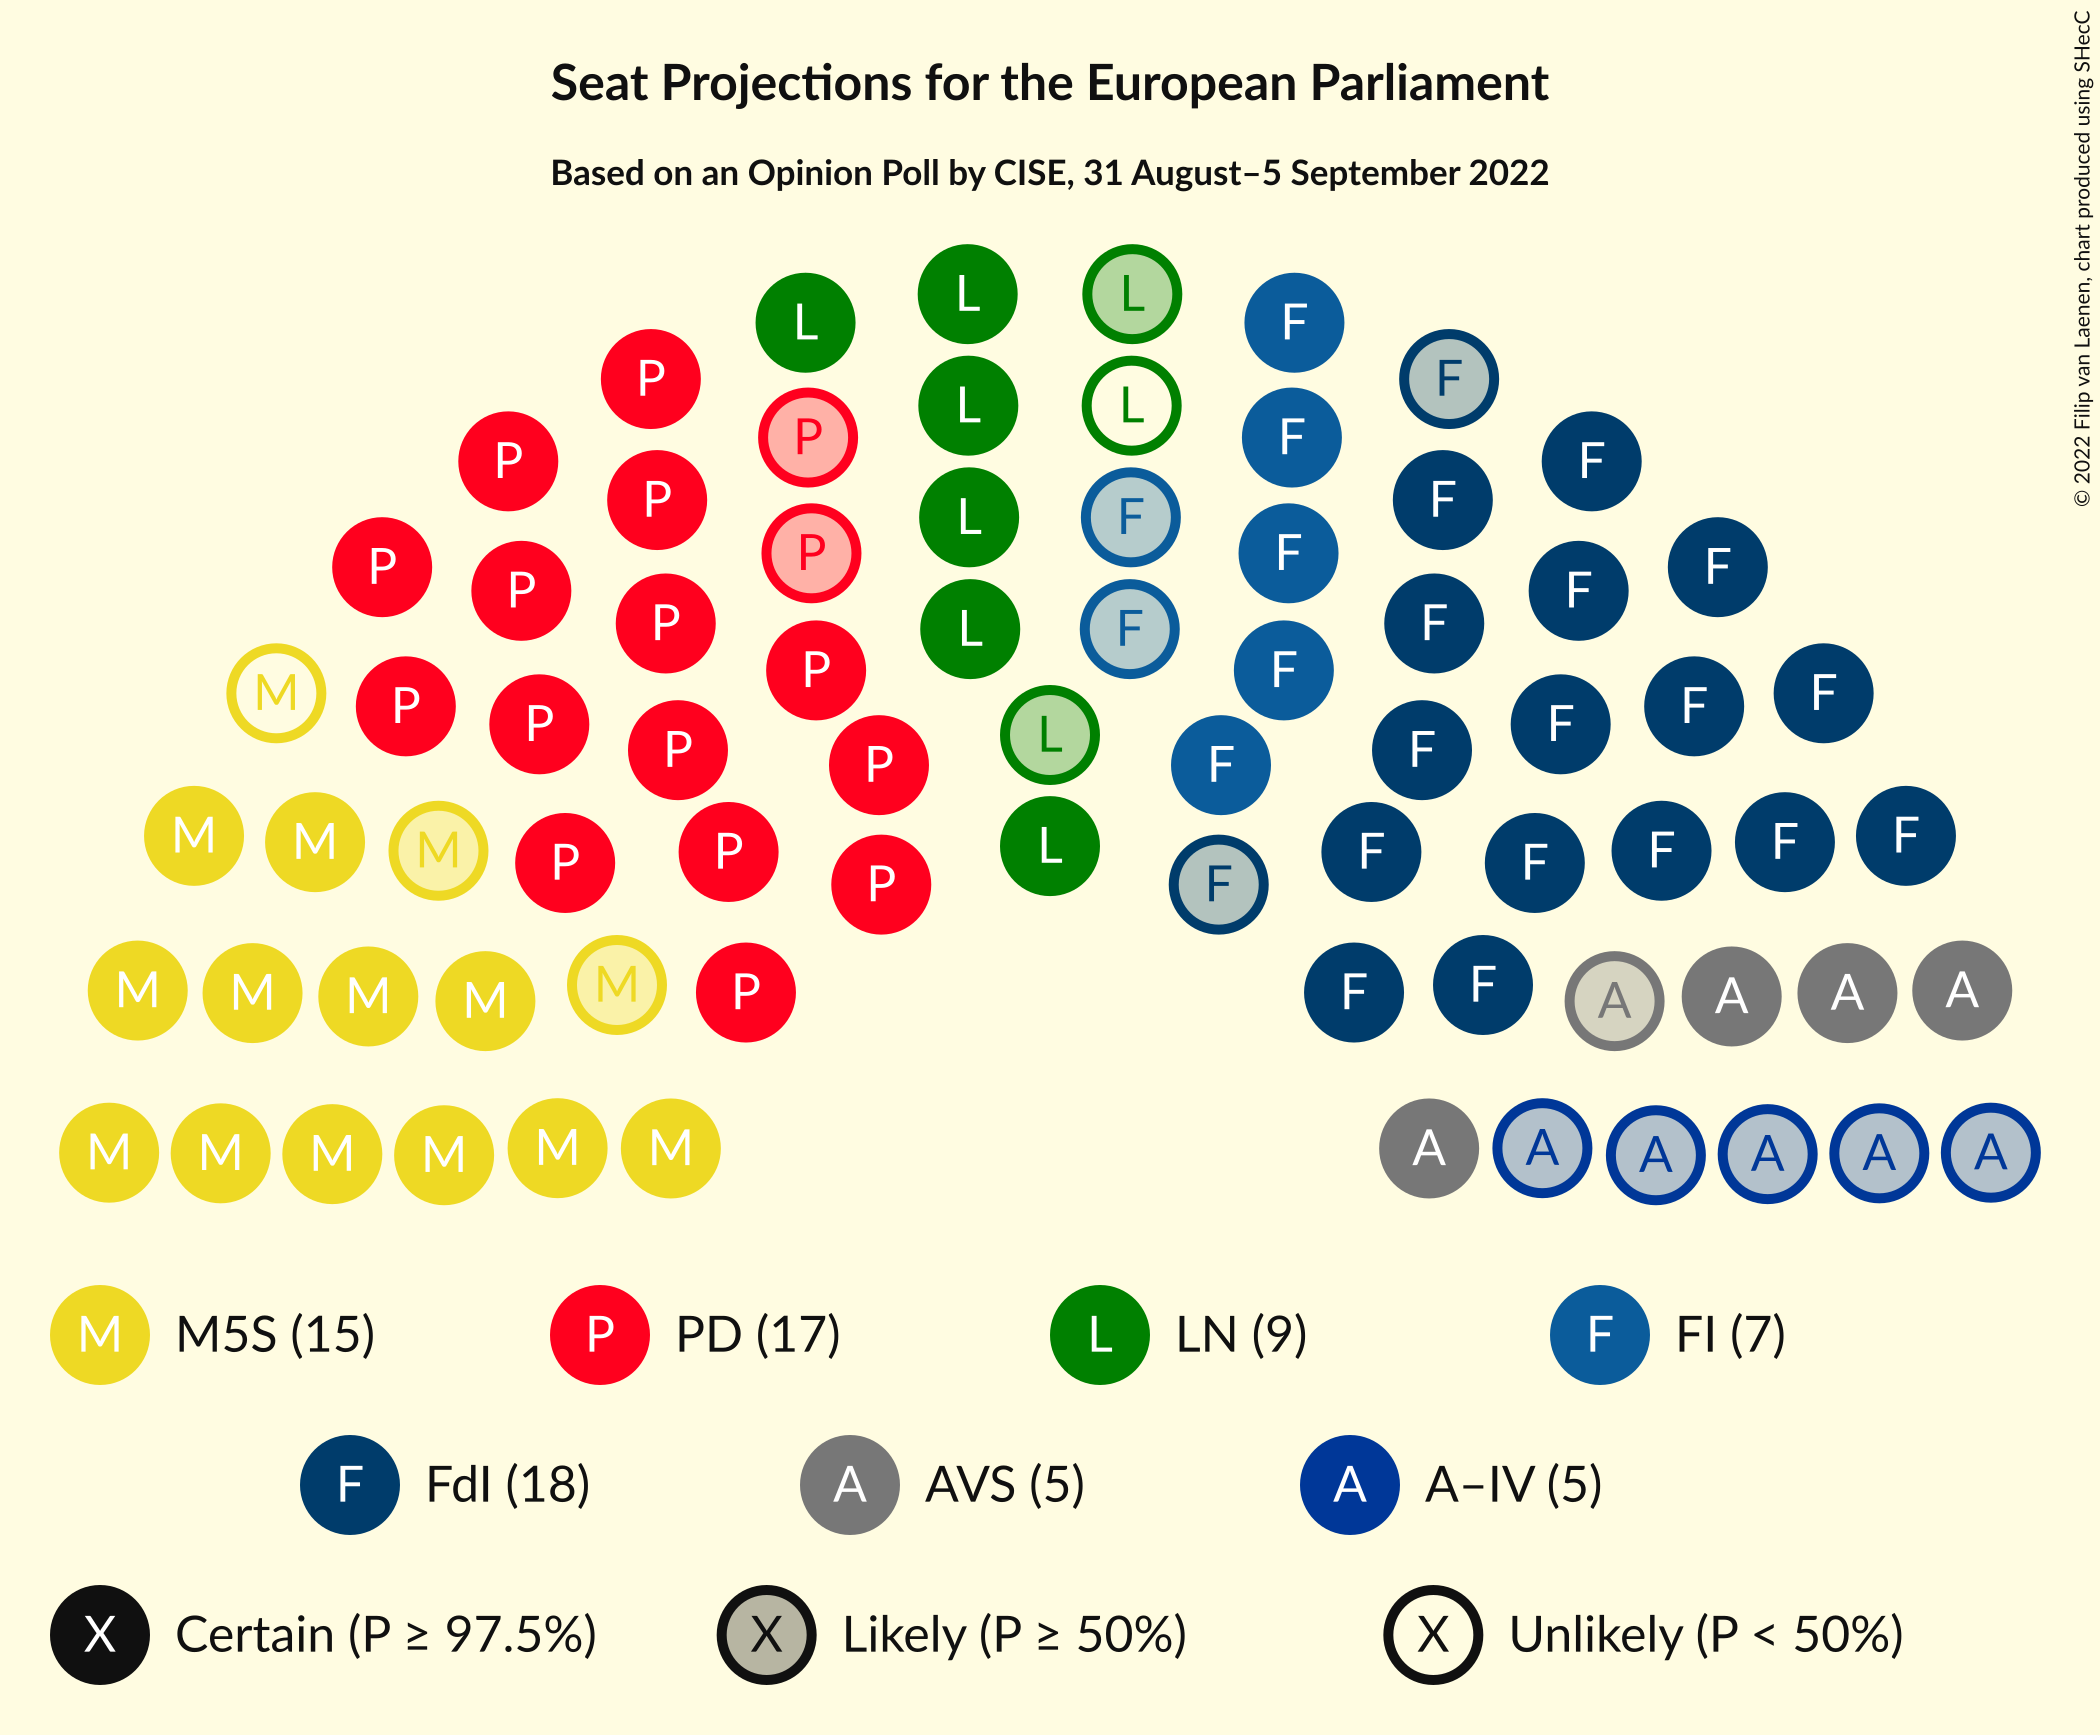 Seat Projections for the European Parliament
Based on an Opinion Poll by CISE, 31 August–5 September 2022
© 2022 Filip van Laenen, chart produced using SHecC
L L
L F
P L F
P L L F
P P F F
P P L F F
P P L F F F
P P L F F F
M P P P P L F F F F F F
M M M P P P L F F F F F F
M M M M M P F F A A A A
M M M M M M A A A A A A
M M5S (15) P PD (17) L LN (9) F FI (7)
F FdI (18) A AVS (5) A A–IV (5)
X Certain (P ≥ 97.5%) X Likely (P ≥ 50%) X Unlikely (P < 50%)